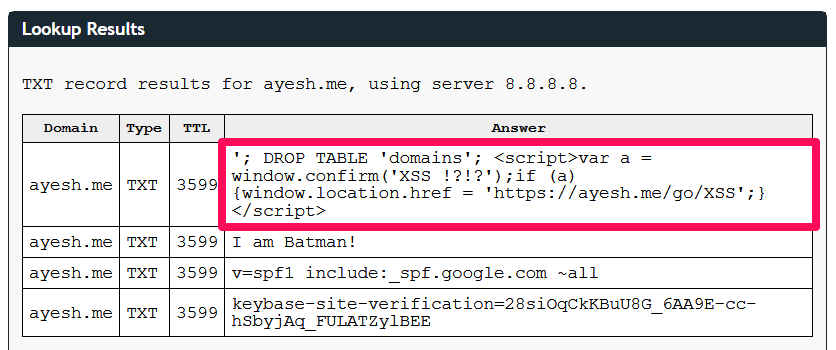 Lookup Results
TXT record results for ayesh.me, using server 8.8.8.8.
Domain Type TTL Answer
ayesh.me TXT 3599 '; DROP TABLE 'domains'; <script>var a =
window.confirm('XSS !?!?');if (a)
{window.location.href = 'https://ayesh.me/go/XSS';}
</script>
ayesh.me TXT 3599 I am Batman!
ayesh.me TXT 3599 v=spf1 include:_spf.google.com ~all
ayesh.me TXT 3599 keybase-site-verification=28siOqCkKBuU8G_6AA9E-cc-
hSbyjAq_FULATZylBEE